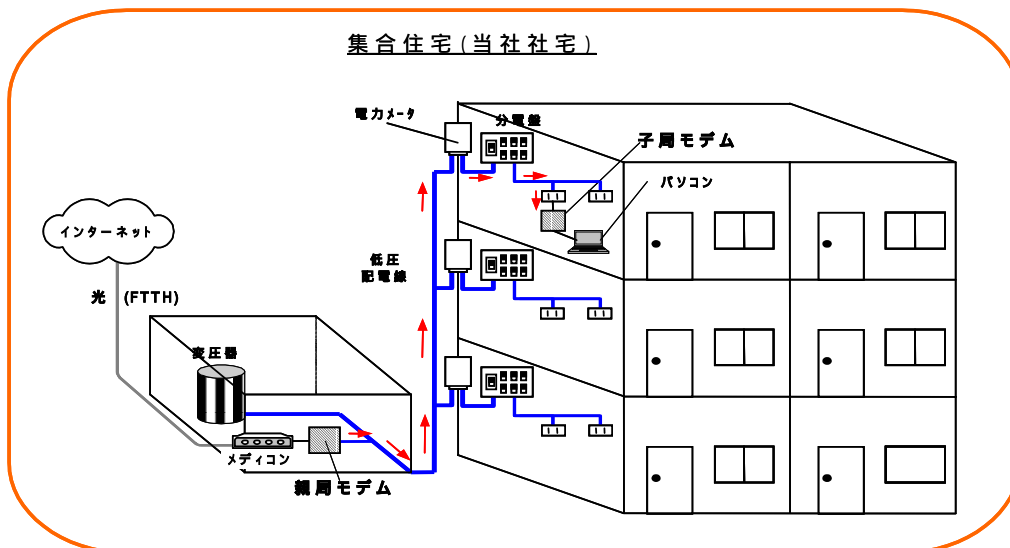 集合住宅(当社社宅)
電力ﾒｰﾀ
分電盤
子局モデム
パソコン
インターネット
低圧
配電線
光 (FTTH)
変圧器
メディコン
親局モデム